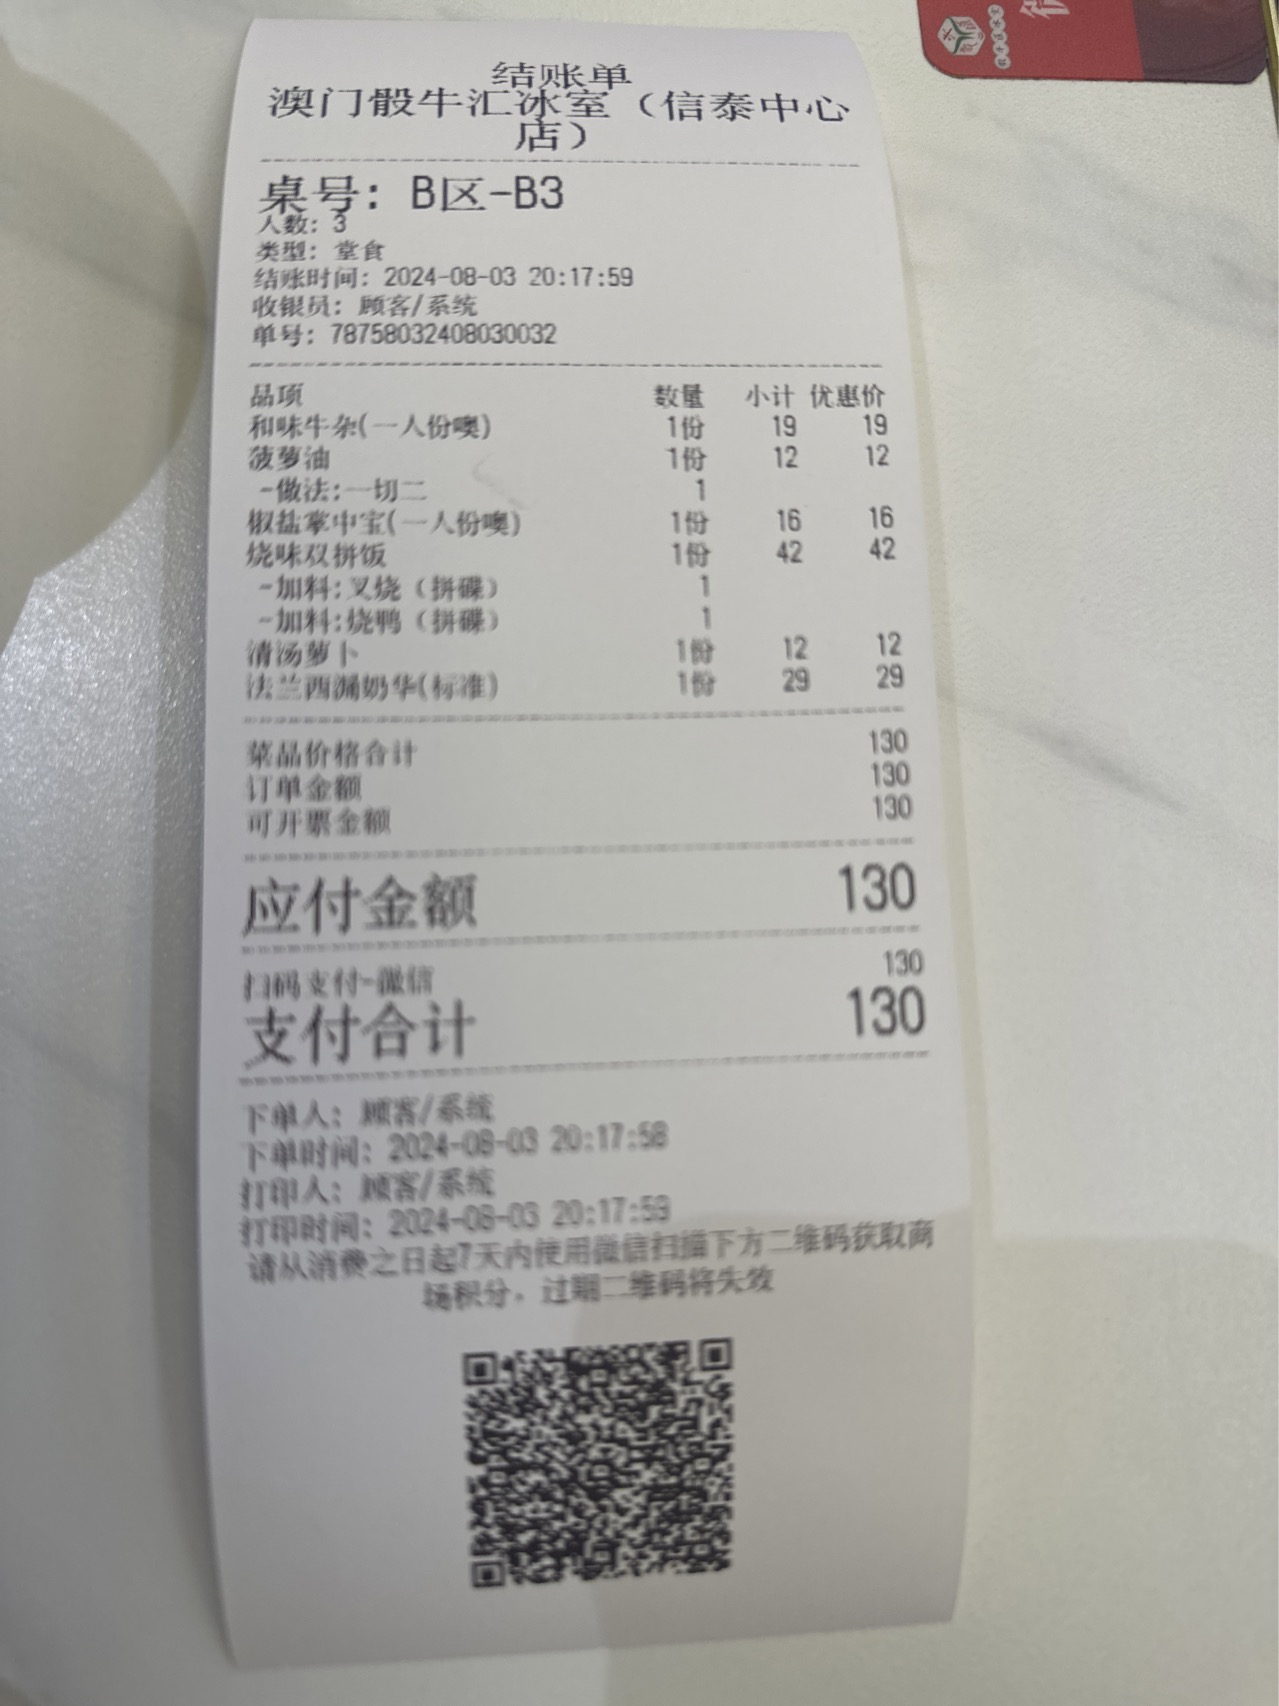 结账单
澳门骰牛汇冰室（信泰中心
店）
桌号： B区-B3
人数： 3
类型： 堂食
结账时间： 2024-08-03 20:17:59
收银员： 顾客/系统
单号： 78758032408030032
品项 数量 小计 优惠价
和味牛杂(一人份噢) 1份 19 19
菠萝油 1份 12 12
-做法:一切二 1
椒盐掌中宝(一人份噢) 1份 16 16
烧味双拼饭 1份 42 42
-加料:叉烧（拼碟） 1
-加料:烧鸭（拼碟） 1
清汤萝卜 1份 12 12
法兰西漏奶华(标准) 1份 29 29
菜品价格合计 130
订单金额 130
可开票金额 130
应付金额 130
扫码支付-微信 130
支付合计 130
下单人： 顾客/系统
下单时间： 2024-08-03 20:17:58
打印人： 顾客/系统
打印时间： 2024-08-03 20:17:59
请从消费之日起7天内使用微信扫描下方二维码获取商
场积分，过期二维码将失效